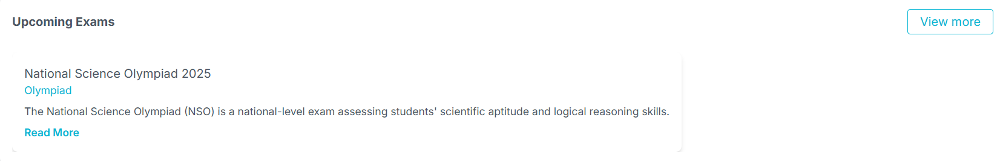 Upcoming Exams
View more
National Science Olympiad 2025
Olympiad
The National Science Olympiad (NSO) is a national-level exam assessing students' scientific aptitude and logical reasoning skills.
Read More